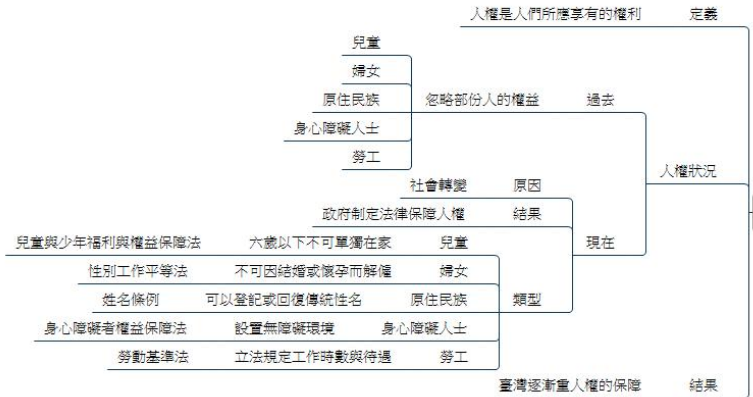 人權是人們所應享有的權利 定義
兒童
婦女
原住民族 忽略部份人的權益 過去
身心障礙人士
勞工
人權狀況
社會轉變 原因
政府制定法律保障人權 結果
兒童與少年福利與權益保障法 六歲以下不可單獨在家 兒童 現在
性別工作平等法 不可因結婚或懷孕而解僱 婦女
姓名條例 可以登記或回復傳統性名 原住民族 類型
身心障礙者權益保障法 設置無障礙環境 身心障礙人士
勞動基準法 立法規定工作時數與待遇 勞工
臺灣逐漸重人權的保障 結果